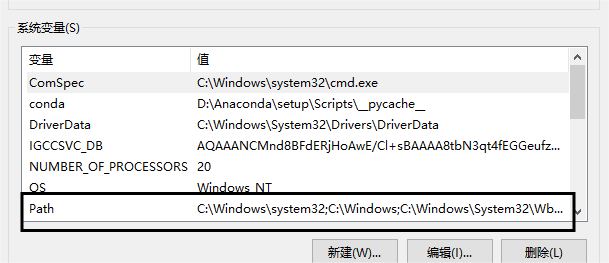 系统变量(S)
变量 值
ComSpec C:\Windows\system32\cmd.exe
conda D:\Anaconda\setup\Scripts\__pycache__
DriverData C:\Windows\System32\Drivers\DriverData
IGCCSVC_DB AQAAANCMnd8BFdERjHoAwE/Cl+sBAAAA8tbN3qt4fEGGeufz...
NUMBER_OF_PROCESSORS 20
OS Windows_NT
Path C:\Windows\system32;C:\Windows;C:\Windows\System32\Wb...
新建(W)... 编辑(I)... 删除(L)